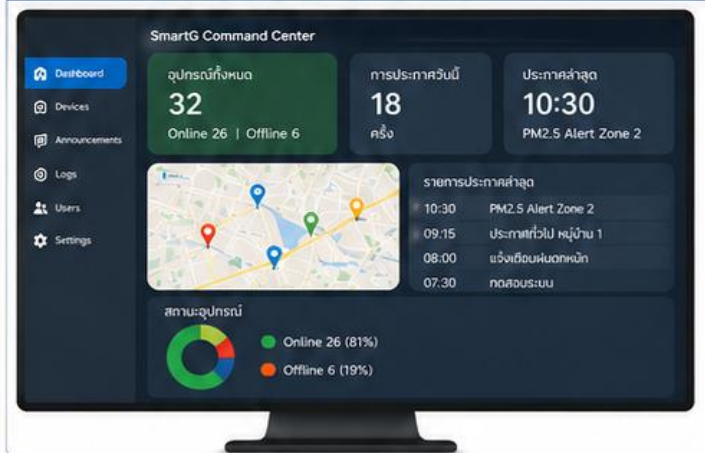 SmartG Command Center
Dashboard
Devices
Announcements
Logs
Users
Settings
อุปกรณ์ทั้งหมด
32
Online 26 | Offline 6
การประกาศวันนี้
18
ครั้ง
ประกาศล่าสุด
10:30
PM2.5 Alert Zone 2
รายการประกาศล่าสุด
10:30 PM2.5 Alert Zone 2
09:15 ประกาศทั่วไป หมู่บ้าน 1
08:00 แจ้งเตือนฝนตกหนัก
07.30 ทดสอบระบบ
สถานะอุปกรณ์
Online 26 (81%)
Offline 6 (19%)